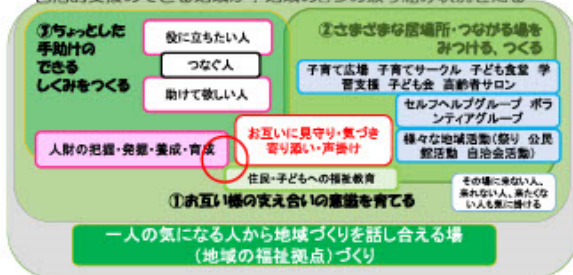 ③ちょっとした
手助けの
できる
しくみをつくる
役に立ちたい人
つなぐ人
助けて欲しい人
②さまざまな居場所・つながる場を
みつける、つくる
子育て広場 子育てサークル 子ども食堂 学
習支援 子ども会 高齢者サロン
セルフヘルプグループ ボラ
ンティアグループ
様々な地域活動(祭り 公民
館活動 自治会活動)
人財の把握・発掘・養成・育成
お互いに見守り・気づき
寄り添い・声掛け
住民・子どもへの福祉教育
その場に来ない人、
来れない人、来たくな
い人も気に掛ける
①お互い様の支え合いの意識を育てる
一人の気になる人から地域づくりを話し合える場
(地域の福祉拠点)づくり